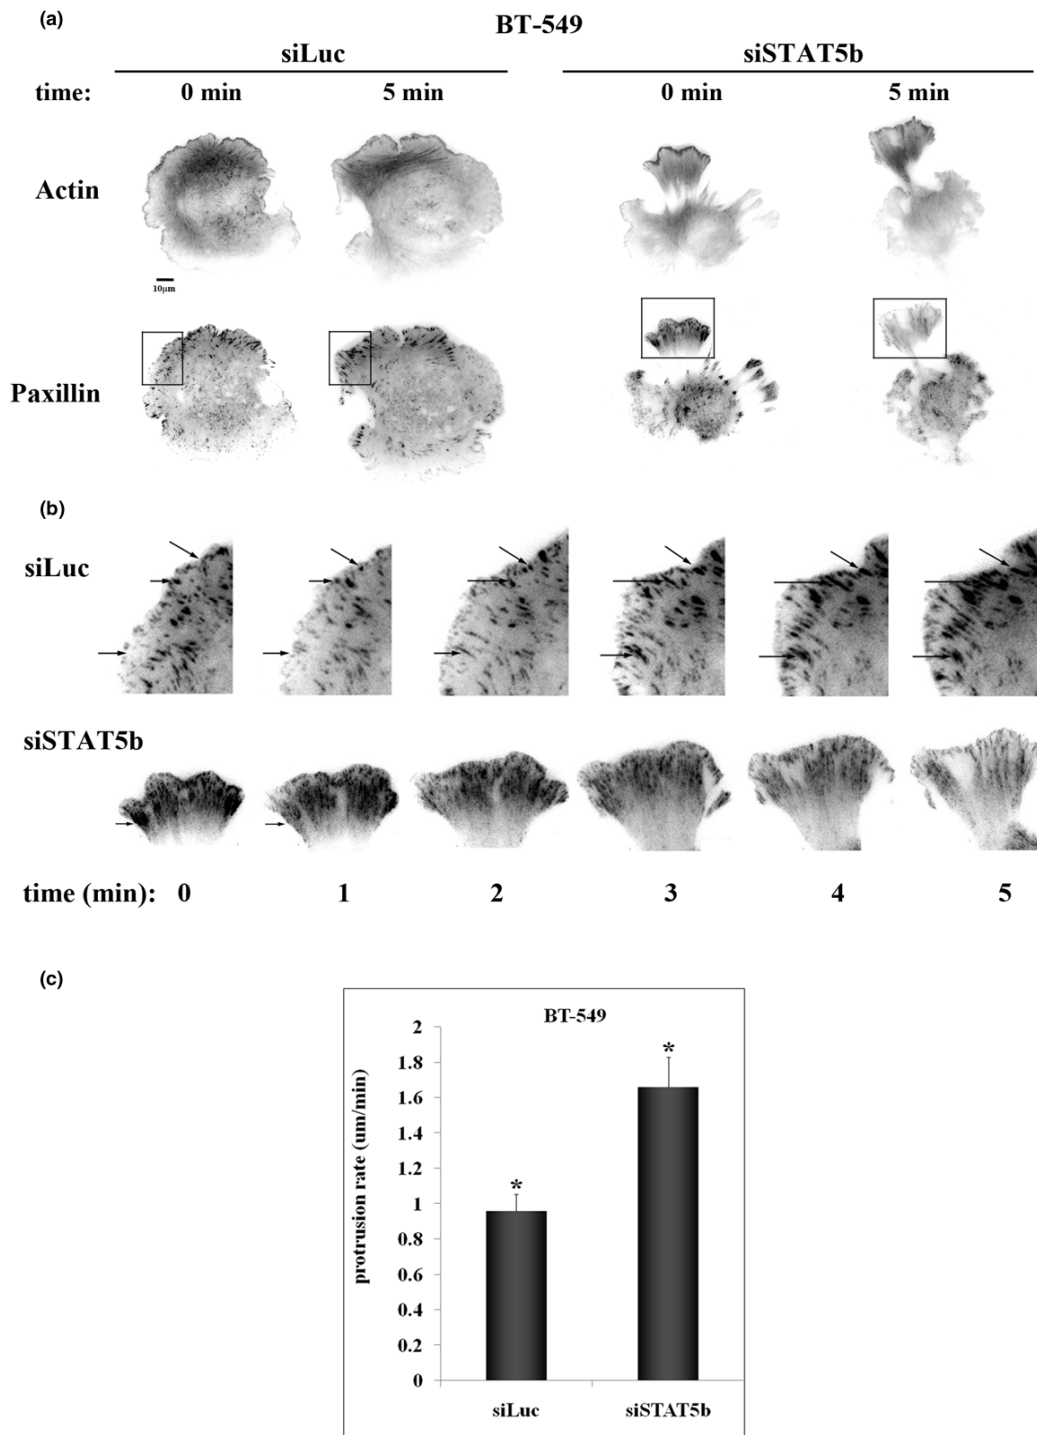 (a)
BT-549
siLuc siSTAT5b
time: 0 min 5 min 0 min 5 min
Actin
10µm
Paxillin
(b)
siLuc
siSTAT5b
time (min): 0 1 2 3 4 5
(c)
BT-549
protrusion rate (um/min)
2
1.8
*
1.6
1.4
1.2
*
1
0.8
0.6
0.4
0.2
0
siLuc siSTAT5b